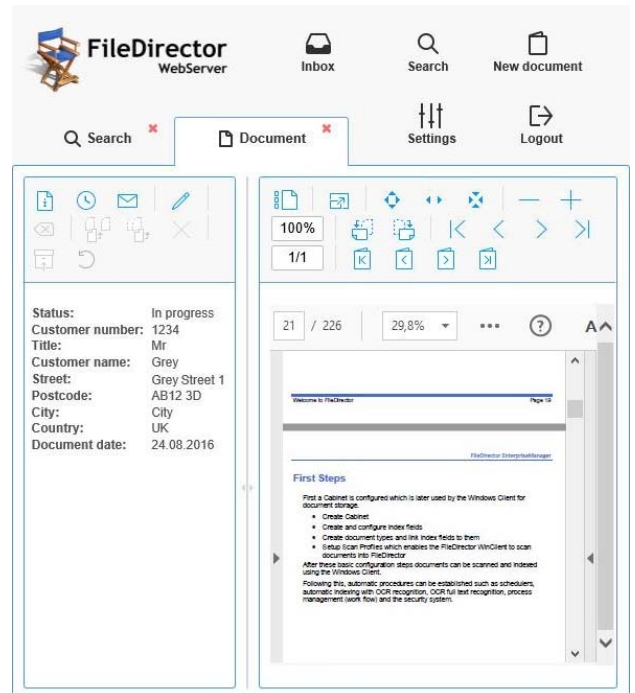 FileDirector
WebServer
Inbox
Search
New document
Settings
Logout
Search
Document
100%
1/1
Status: In progress
Customer number: 1234
Title: Mr
Customer name: Grey
Street: Grey Street 1
Postcode: AB12 3D
City: City
Country: UK
Document date: 24.08.2016
21 / 226 29,8% ... ? A
Welcome to FileDirector Page 19
FileDirector EnterpriseManager
First Steps
First a Cabinet is configured which is later used by the Windows Client for
document storage.
• Create Cabinet
• Create and configure index fields
• Create document types and link index fields to them
• Setup Scan Profiles which enables the FileDirector WinClient to scan
documents into FileDirector
After these basic configuration steps documents can be scanned and indexed
using the Windows Client.
Following this, automatic procedures can be established such as schedulers,
automatic indexing with OCR recognition, OCR full text recognition, process
management (work flow) and the security system.